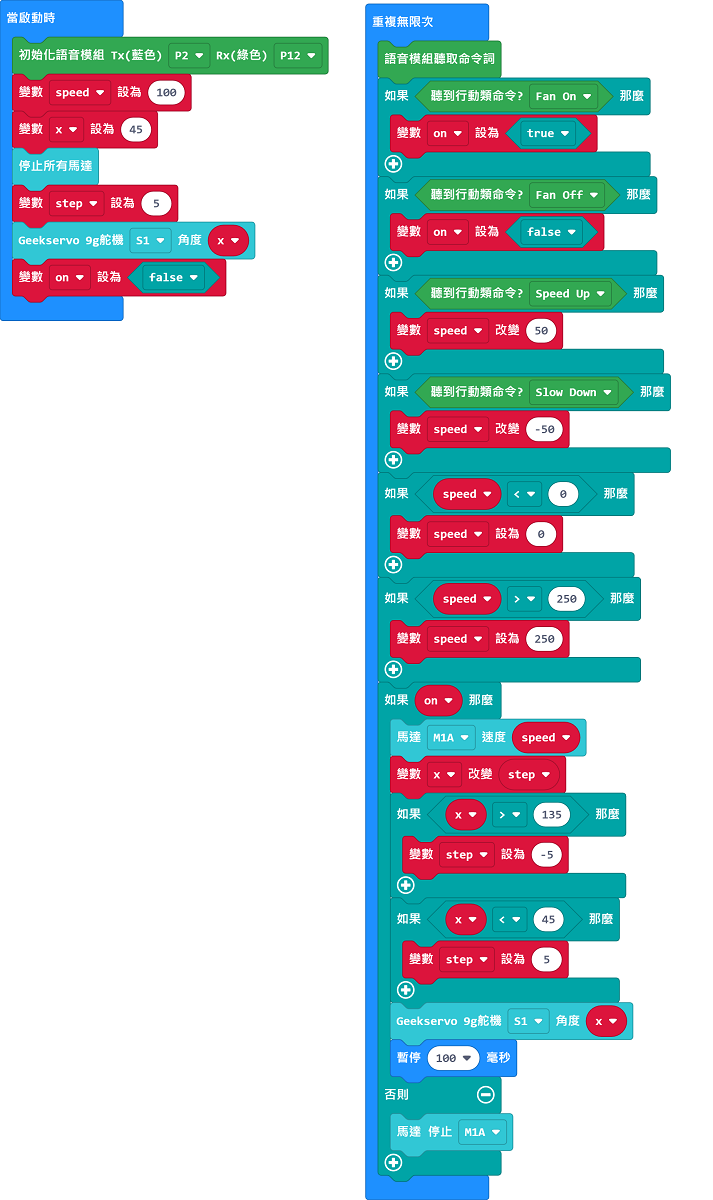 當啟動時
初始化語音模組 Tx(藍色) P2 Rx(綠色) P12
變數 speed 設為 100
變數 x 設為 45
停止所有馬達
變數 step 設為 5
Geekservo 9g舵機 S1 角度 x
變數 on 設為 false
重複無限次
語音模組聽取命令詞
如果 聽到行動類命令? Fan On 那麼
變數 on 設為 true
如果 聽到行動類命令? Fan Off 那麼
變數 on 設為 false
如果 聽到行動類命令? Speed Up 那麼
變數 speed 改變 50
如果 聽到行動類命令? Slow Down 那麼
變數 speed 改變 -50
如果 speed < 0 那麼
變數 speed 設為 0
如果 speed > 250 那麼
變數 speed 設為 250
如果 on 那麼
馬達 M1A 速度 speed
變數 x 改變 step
如果 x > 135 那麼
變數 step 設為 -5
如果 x < 45 那麼
變數 step 設為 5
Geekservo 9g舵機 S1 角度 x
暫停 100 毫秒
否則
馬達 停止 M1A